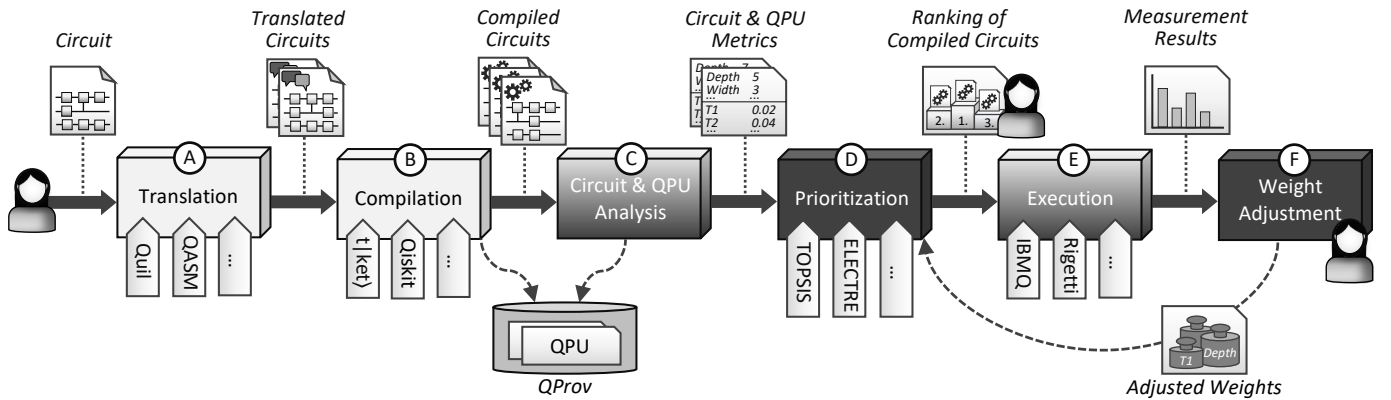 Circuit
Translated
Circuits
Compiled
Circuits
Circuit & QPU
Metrics
Ranking of
Compiled Circuits
Measurement
Results
Depth 7
Depth 5
Width 3
...
T1 0.02
T2 0.04
... ...
2. 1. 3.
A
Translation
Quil
QASM
...
B
Compilation
t|ket⟩
Qiskit
...
C
Circuit & QPU
Analysis
D
Prioritization
TOPSIS
ELECTRE
...
E
Execution
IBMQ
Rigetti
...
F
Weight
Adjustment
QPU
QProv
T1
Depth
Adjusted Weights